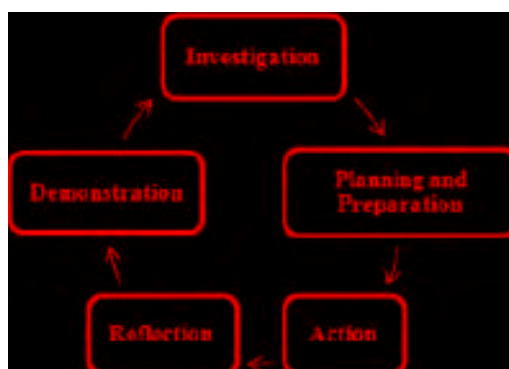 Investigation
Planning and
Preparation
Action
Reflection
Demonstration